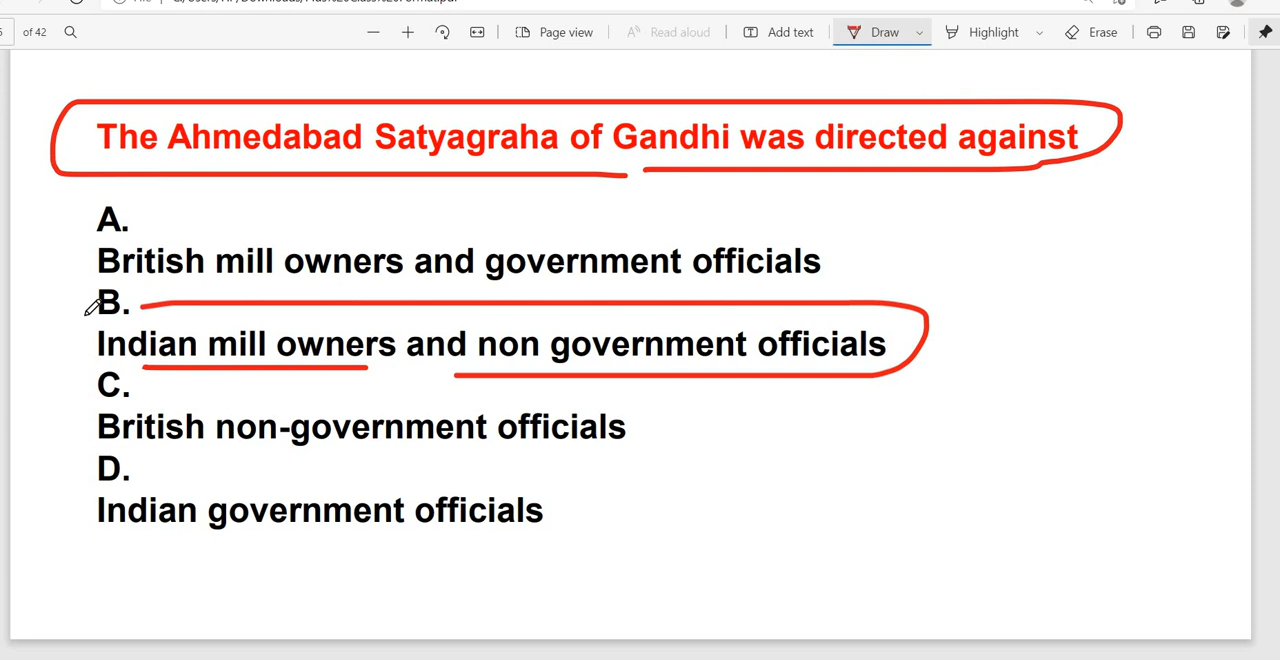 of 42
Page view
Read aloud
Add text
Draw
Highlight
Erase
The Ahmedabad Satyagraha of Gandhi was directed against
A.
British mill owners and government officials
B.
Indian mill owners and non government officials
C.
British non-government officials
D.
Indian government officials